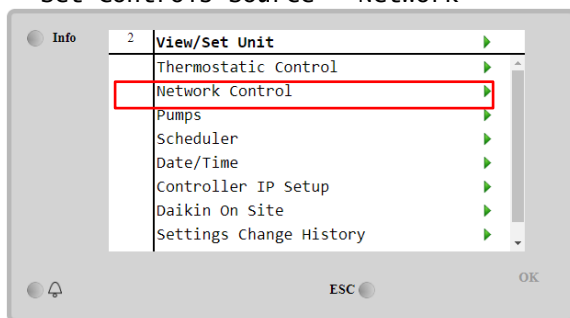 Set Controls Source - Network
Info
2 View/Set Unit
Thermostatic Control
Network Control
Pumps
Scheduler
Date/Time
Controller IP Setup
Daikin On Site
Settings Change History
ESC
OK